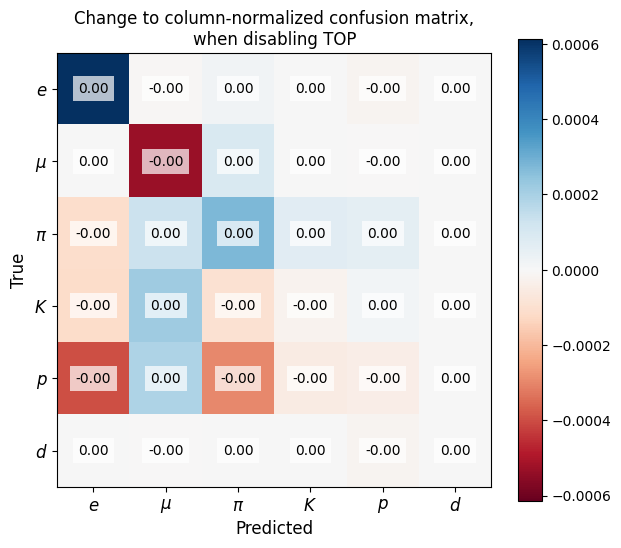 Change to column-normalized confusion matrix,
when disabling TOP
True
e 0.00 -0.00 0.00 0.00 -0.00 0.00
μ 0.00 -0.00 0.00 0.00 -0.00 0.00
π -0.00 0.00 0.00 0.00 0.00 0.00
K -0.00 0.00 -0.00 -0.00 0.00 0.00
p -0.00 0.00 -0.00 -0.00 -0.00 0.00
d 0.00 -0.00 0.00 0.00 -0.00 0.00
e μ π K p d
Predicted
0.0006
0.0004
0.0002
0.0000
−0.0002
−0.0004
−0.0006